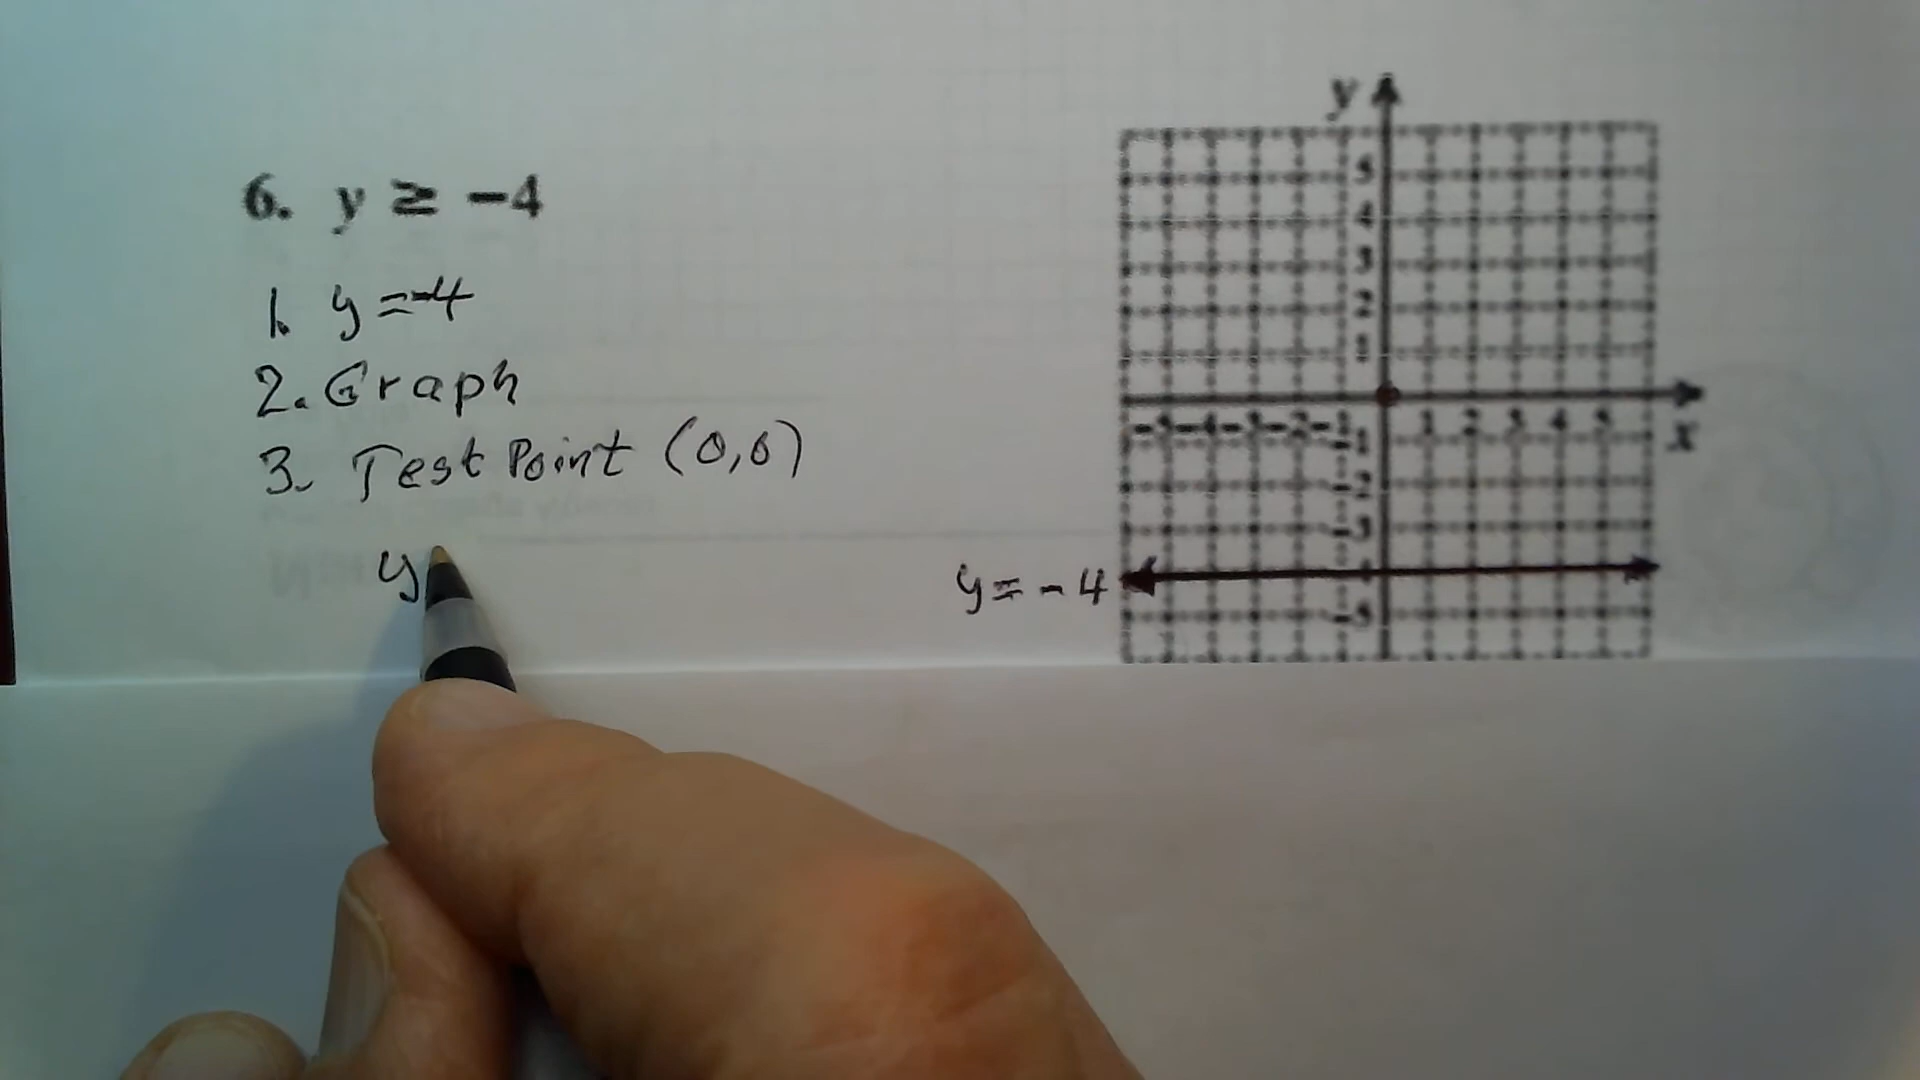 6. y ≥ -4
1. y = -4
2. Graph
3. Test Point (0,0)
y
y = -4
y
5
4
3
2
1
-5 -4 -3 -2 -1 1 2 3 4 5
x
-1
-2
-3
-5